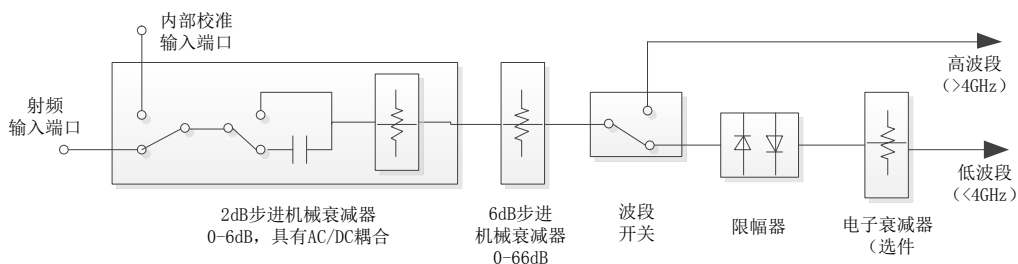 内部校准
输入端口
射频
输入端口
高波段
(>4GHz)
低波段
(<4GHz)
2dB步进机械衰减器
0-6dB，具有AC/DC耦合
6dB步进
机械衰减器
0-66dB
波段
开关
限幅器
电子衰减器
（选件